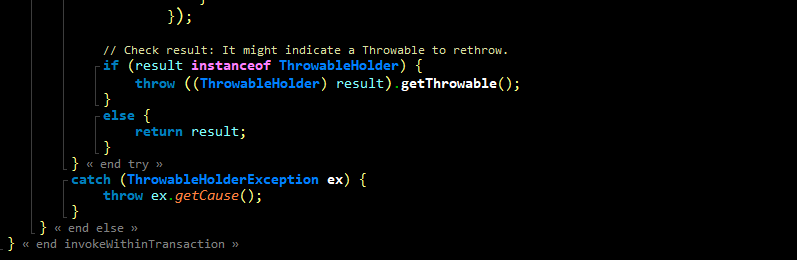 });
// Check result: It might indicate a Throwable to rethrow.
if (result instanceof ThrowableHolder) {
throw ((ThrowableHolder) result).getThrowable();
}
else {
return result;
}
} « end try »
catch (ThrowableHolderException ex) {
throw ex.getCause();
}
} « end else »
} « end invokeWithinTransaction »